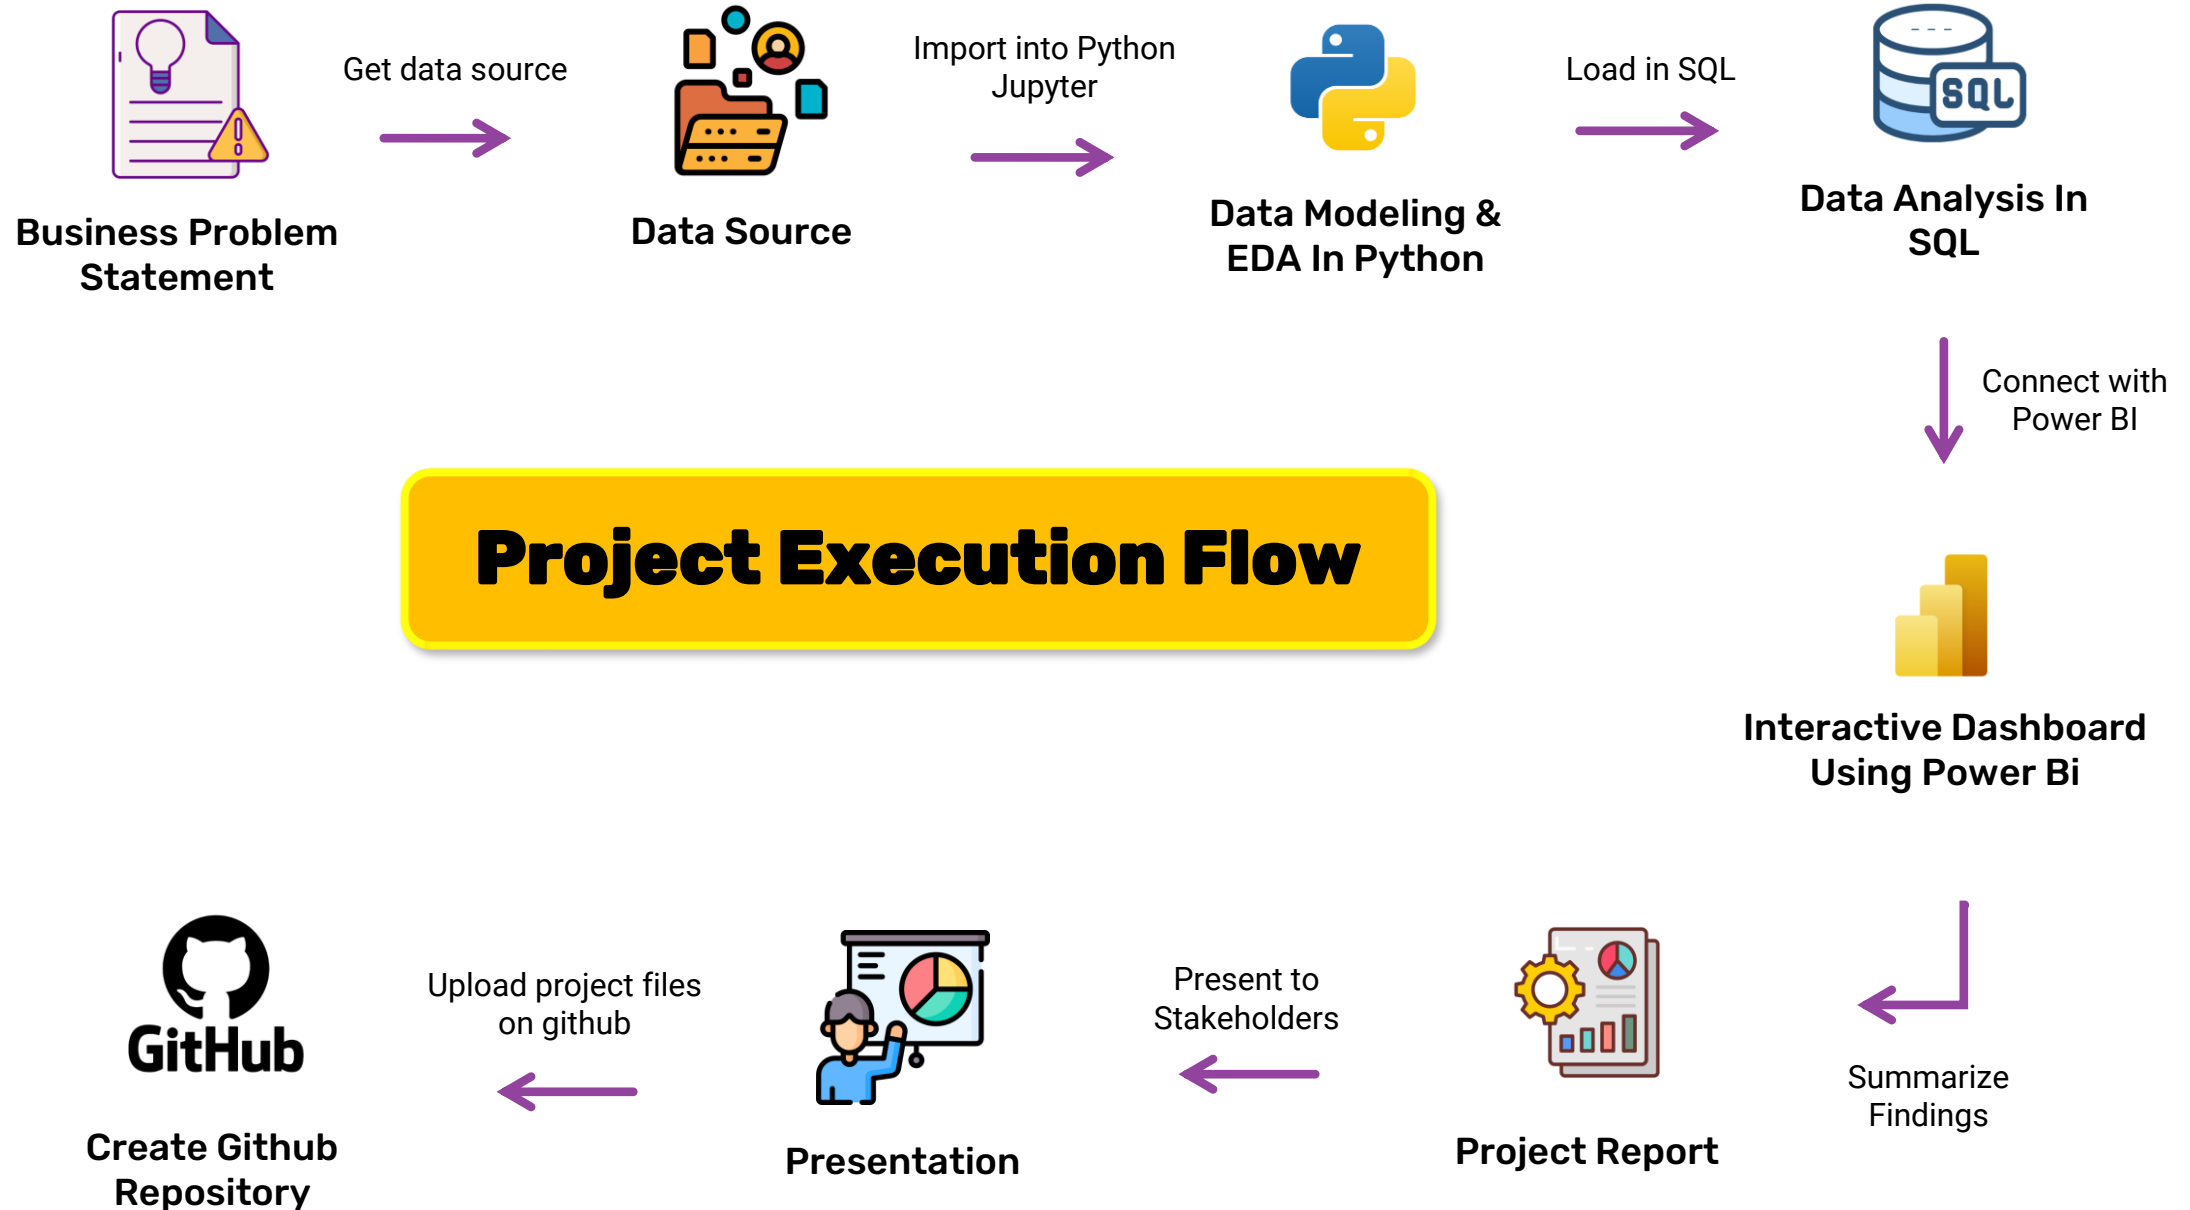 Get data source
Import into Python
Jupyter
Load in SQL
SQL
Business Problem
Statement
Data Source
Data Modeling &
EDA In Python
Data Analysis In
SQL
Connect with
Power BI
Project Execution Flow
Interactive Dashboard
Using Power Bi
Summarize
Findings
Project Report
Present to
Stakeholders
Presentation
Upload project files
on github
GitHub
Create Github
Repository